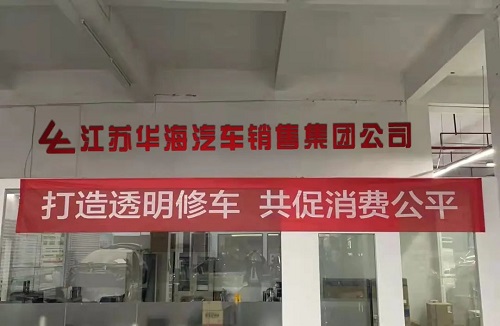 江苏华海汽车销售集团公司
打造透明修车 共促消费公平